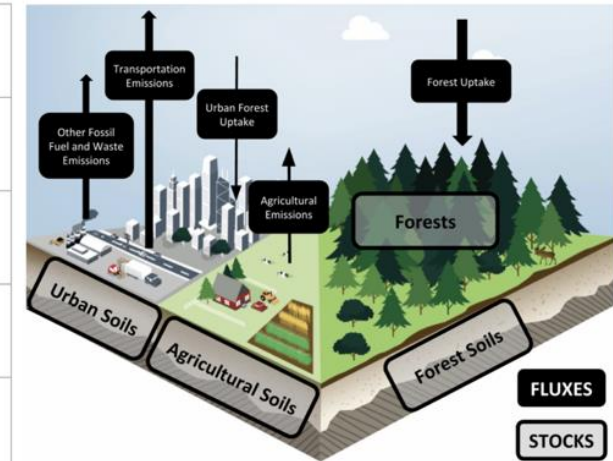 Transportation
Emissions
Forest Uptake
Urban Forest
Uptake
Other Fossil
Fuel and Waste
Emissions
Agricultural
Emissions
Forests
Urban Soils
Agricultural Soils
Forest Soils
FLUXES
STOCKS